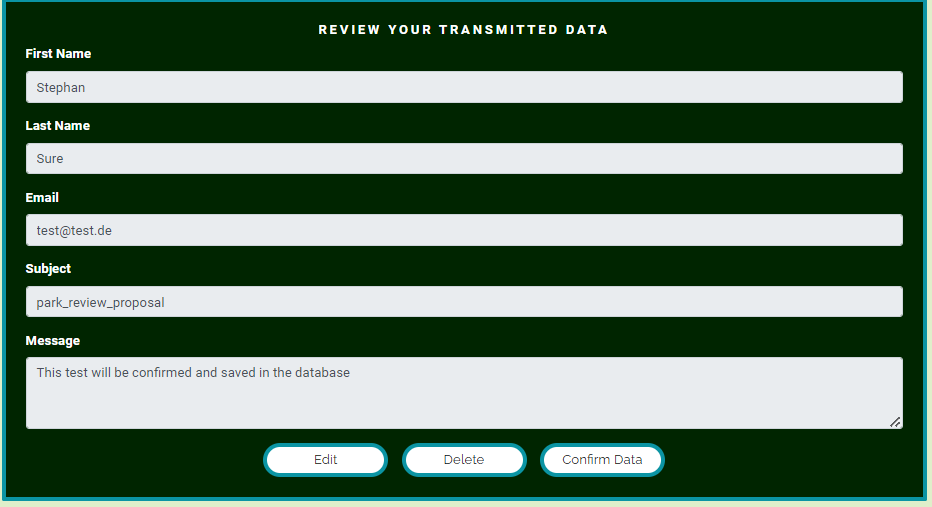 REVIEW YOUR TRANSMITTED DATA
First Name
Stephan
Last Name
Sure
Email
test@test.de
Subject
park_review_proposal
Message
This test will be confirmed and saved in the database
Edit Delete Confirm Data